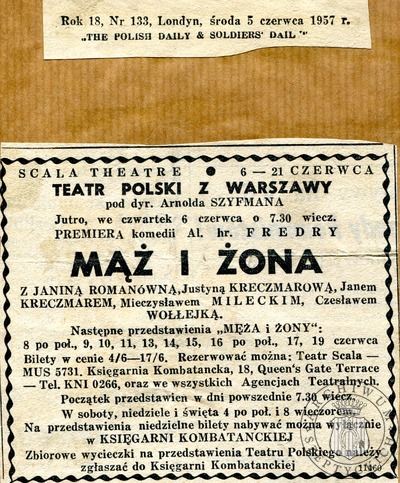 Rok 18, Nr 133, Londyn, środa 5 czerwca 1957 r.
„THE POLISH DAILY & SOLDIERS' DAIL
SCALA THEATRE ● 6 — 21 CZERWCA
TEATR POLSKI Z WARSZAWY
pod dyr. Arnolda SZYFMANA
Jutro, we czwartek 6 czerwca o 7.30 wiecz.
PREMIERA komedii Al. hr. FREDRY
MĄŻ I ŻONA
Z JANINĄ ROMANÓWNĄ, Justyną KRECZMAROWĄ, Janem
KRECZMAREM, Mieczysławem MILECKIM, Czesławem
WOŁŁEJKĄ.
Następne przedstawienia „MĘŻA i ŻONY":
8 po poł., 9, 10, 11, 13, 14, 15, 16 po poł., 17, 19 czerwca
Bilety w cenie 4/6—17/6. Rezerwować można: Teatr Scala —
MUS 5731. Księgarnia Kombatancka, 18, Queen's Gate Terrace
— Tel. KNI 0266, oraz we wszystkich Agencjach Teatralnych.
Początek przedstawien w dni powszednie 7.30 wiecz.
W soboty, niedziele i święta 4 po poł. i 8 wieczorem.
Na przedstawienia niedzielne bilety nabywać można wyłącznie
w KSIĘGARNI KOMBATANCKIEJ
Zbiorowe wycieczki na przedstawienia Teatru Polskiego należy
zgłaszać do Księgarni Kombatanckiej
11460
ARCHIWUM